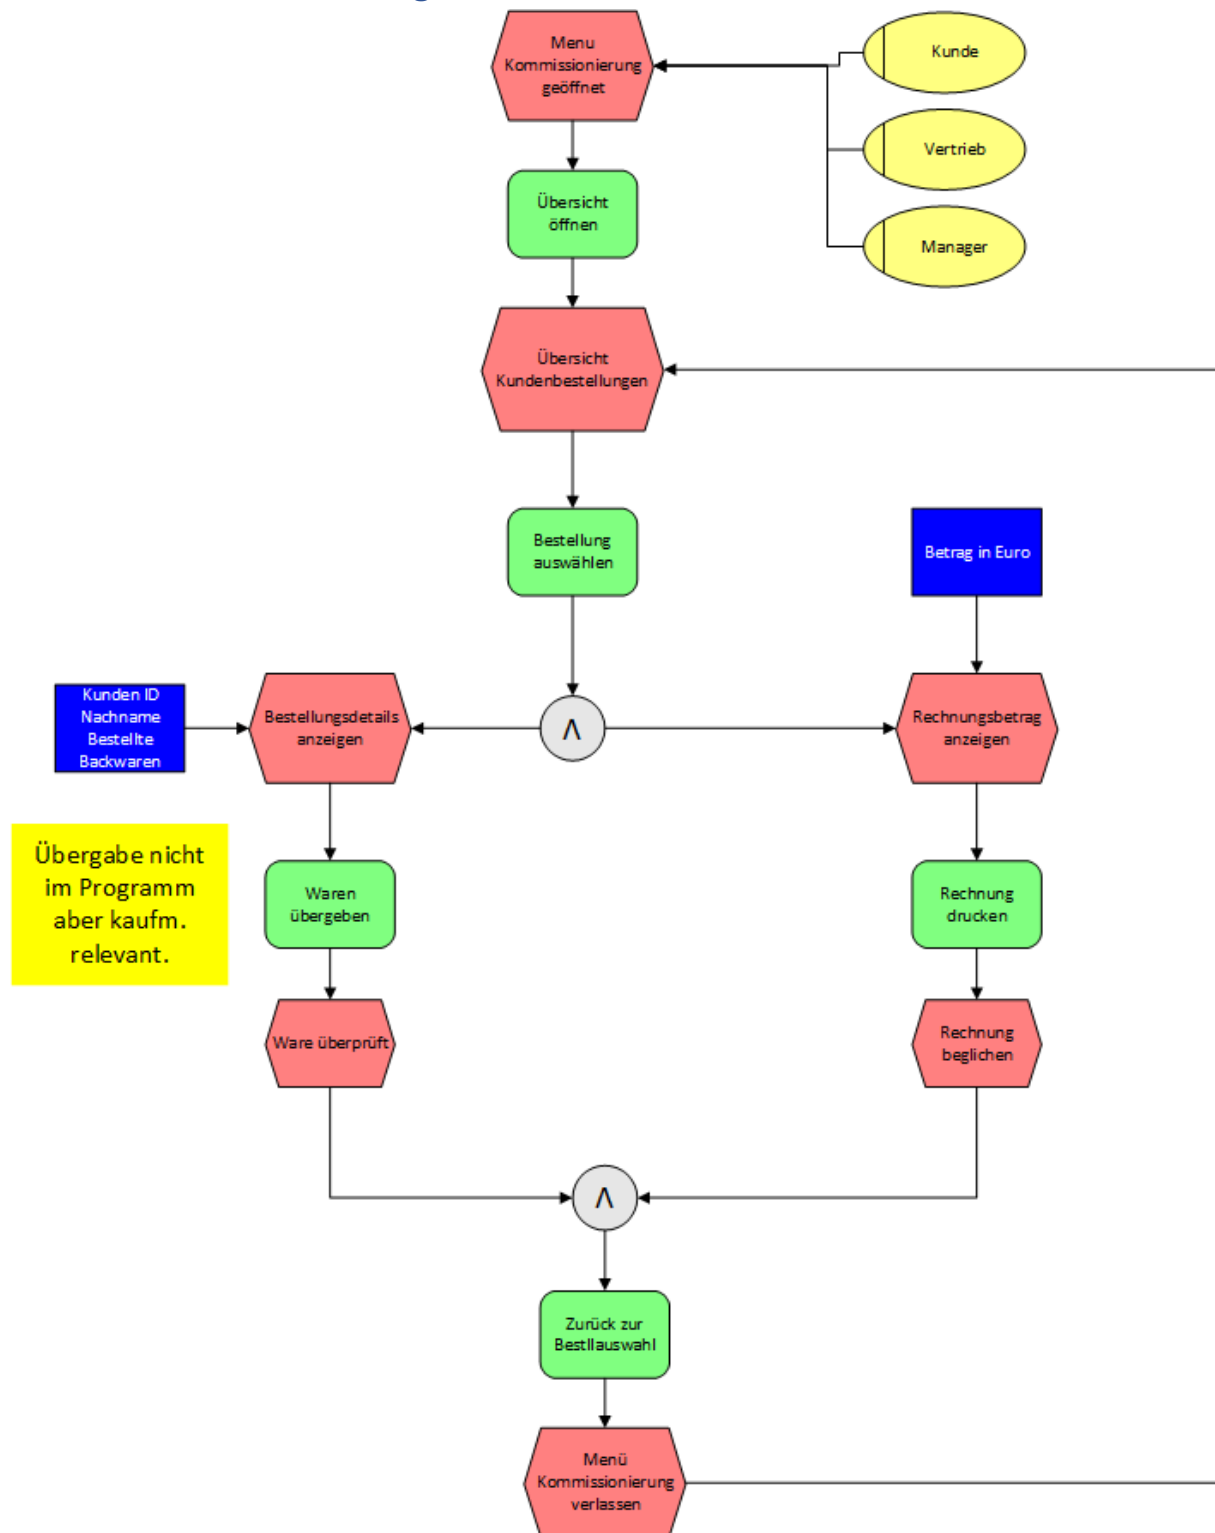 Menu
Kommissionierung
geöffnet
Kunde
Vertrieb
Manager
Übersicht
öffnen
Übersicht
Kundenbestellungen
Bestellung
auswählen
Betrag in Euro
Kunden ID
Nachname
Bestellte
Backwaren
Bestellungsdetails
anzeigen
Λ
Rechnungsbetrag
anzeigen
Übergabe nicht
im Programm
aber kaufm.
relevant.
Waren
übergeben
Rechnung
drucken
Ware überprüft
Rechnung
beglichen
Λ
Zurück zur
Bestllauswahl
Menü
Kommissionierung
verlassen